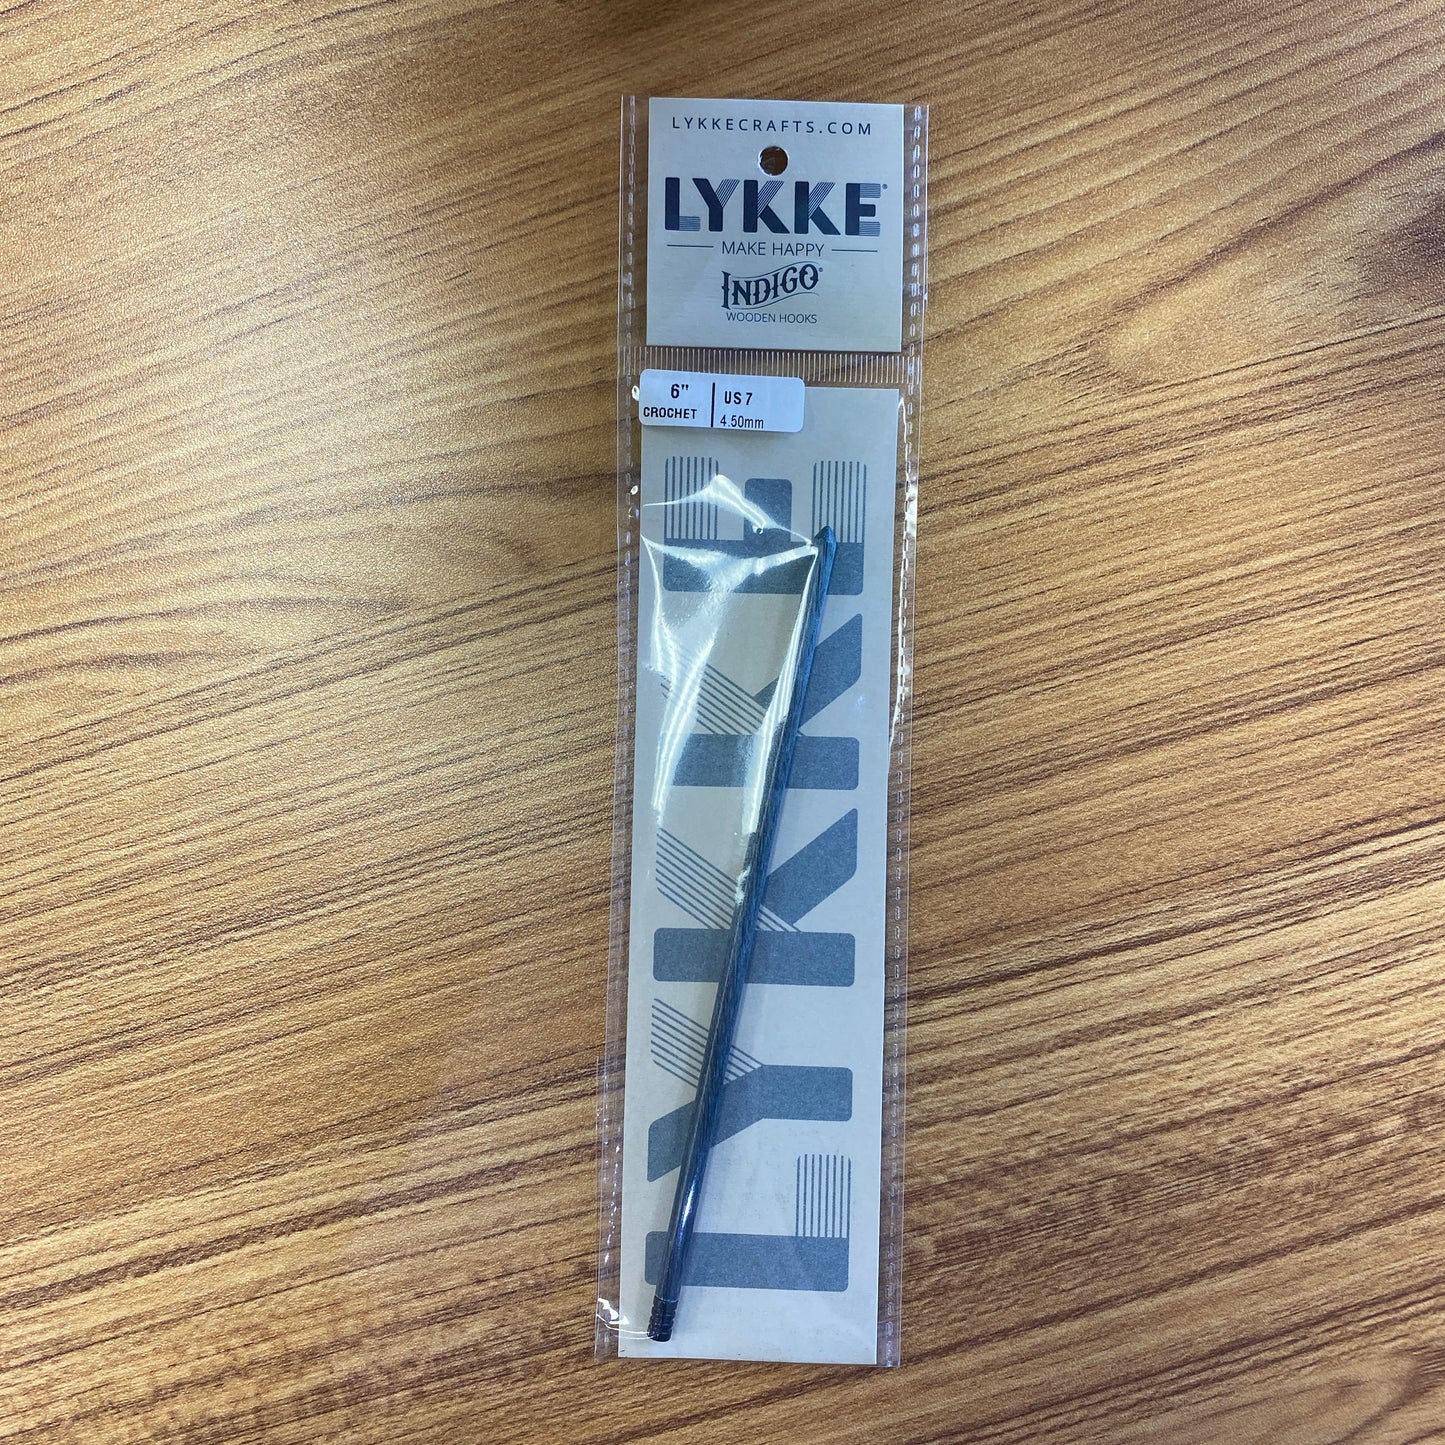 LYKKECRAFTS.COM
LYKKE®
MAKE HAPPY
INDIGO®
WOODEN HOOKS
6"
CROCHET
US 7
4.50mm
LYKKE